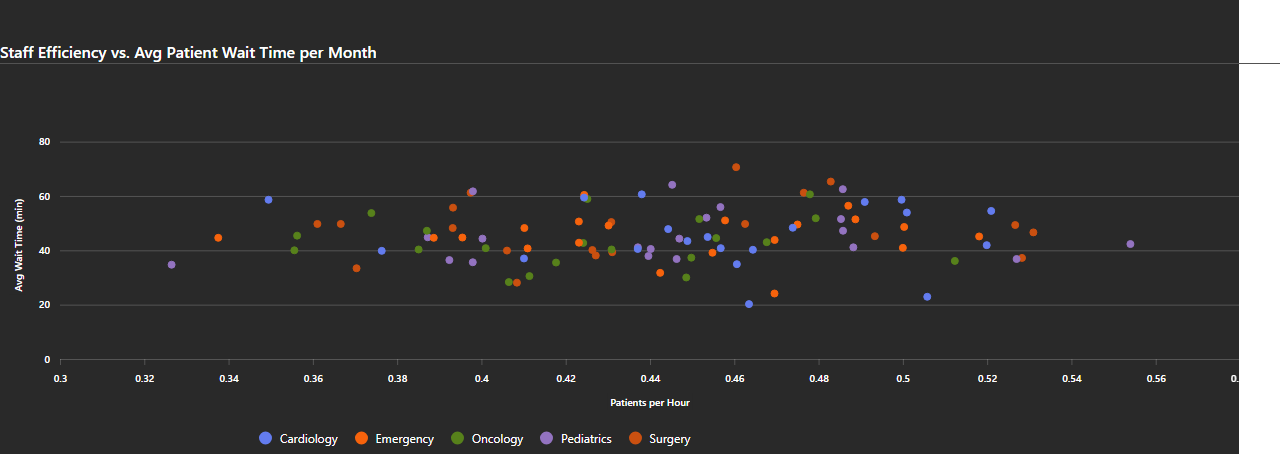 Staff Efficiency vs. Avg Patient Wait Time per Month
80
60
40
20
0
Avg Wait Time (min)
0.3 0.32 0.34 0.36 0.38 0.4 0.42 0.44 0.46 0.48 0.5 0.52 0.54 0.56
Patients per Hour
Cardiology Emergency Oncology Pediatrics Surgery